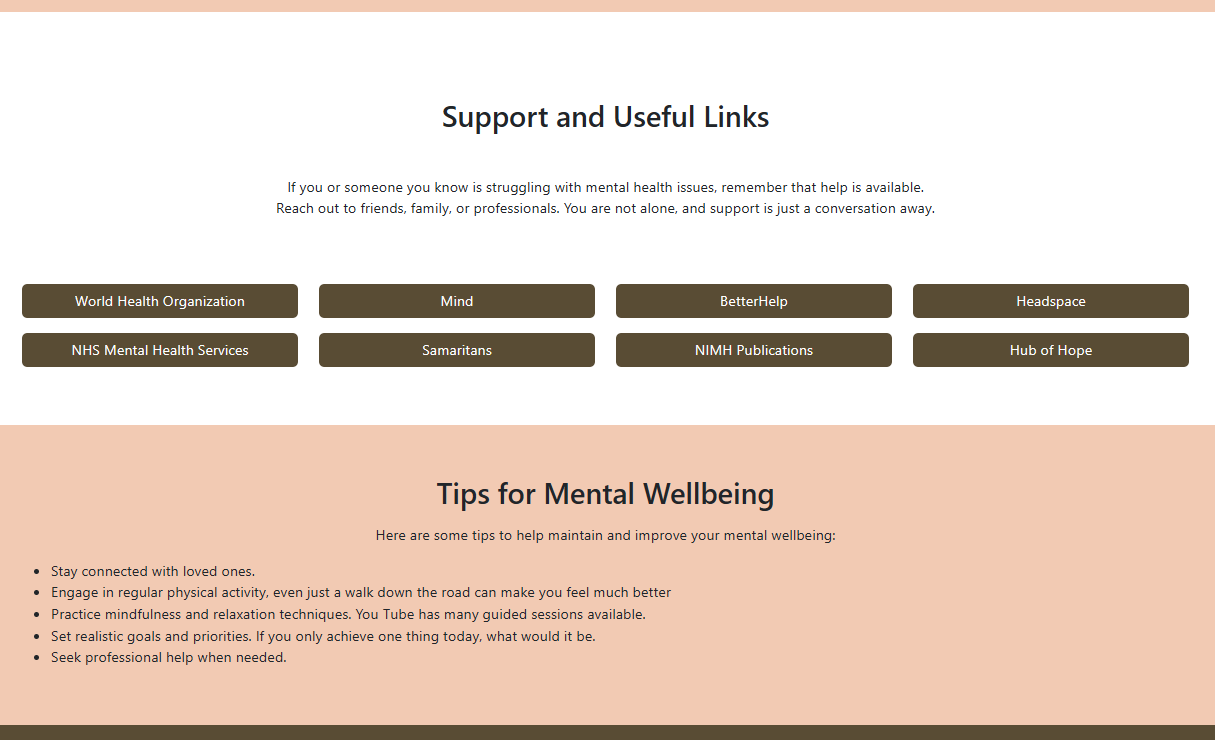 Support and Useful Links
If you or someone you know is struggling with mental health issues, remember that help is available.
Reach out to friends, family, or professionals. You are not alone, and support is just a conversation away.
World Health Organization
Mind
BetterHelp
Headspace
NHS Mental Health Services
Samaritans
NIMH Publications
Hub of Hope
Tips for Mental Wellbeing
Here are some tips to help maintain and improve your mental wellbeing:
• Stay connected with loved ones.
• Engage in regular physical activity, even just a walk down the road can make you feel much better
• Practice mindfulness and relaxation techniques. You Tube has many guided sessions available.
• Set realistic goals and priorities. If you only achieve one thing today, what would it be.
• Seek professional help when needed.